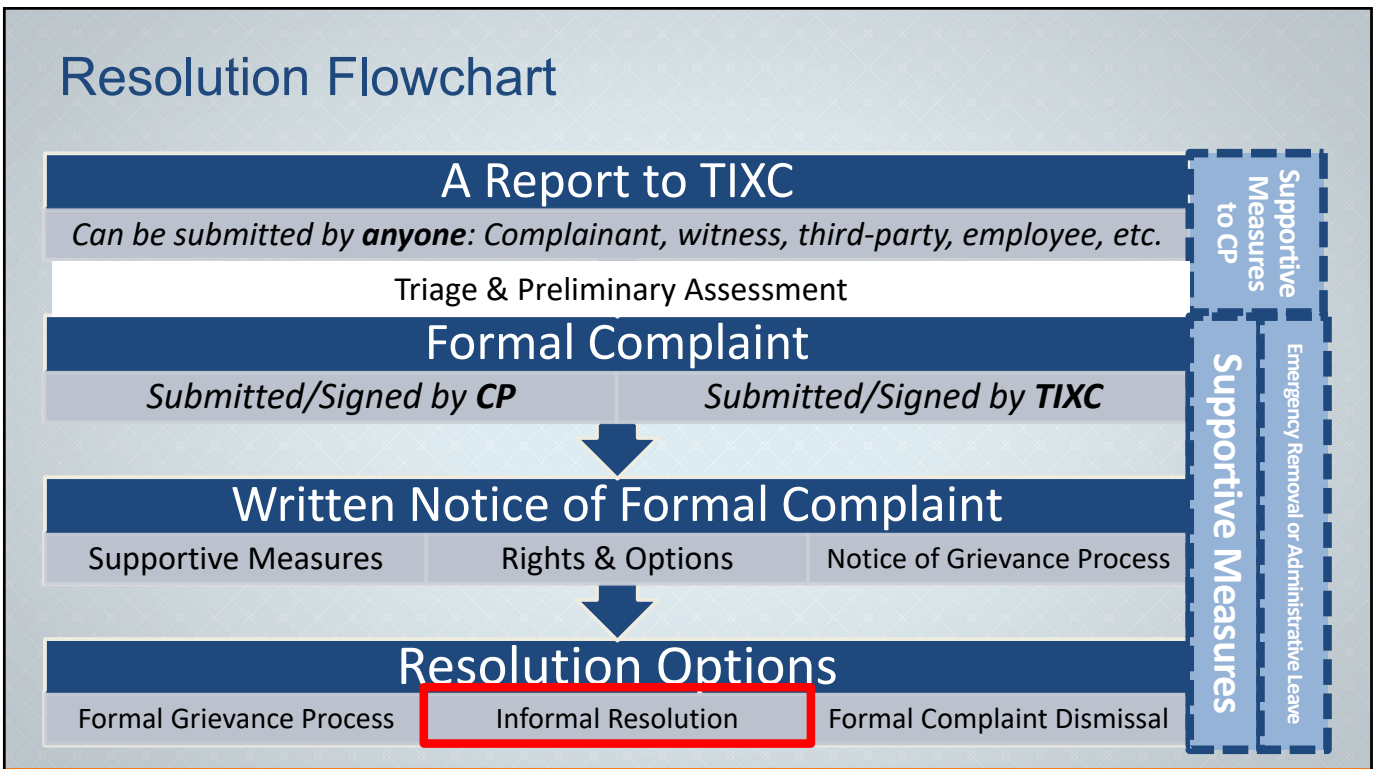 Resolution Flowchart
A Report to TIXC
Can be submitted by anyone: Complainant, witness, third-party, employee, etc.
Triage & Preliminary Assessment
Supportive
Measures
to CP
Formal Complaint
Submitted/Signed by CP
Submitted/Signed by TIXC
Written Notice of Formal Complaint
Supportive Measures
Rights & Options
Notice of Grievance Process
Resolution Options
Formal Grievance Process
Informal Resolution
Formal Complaint Dismissal
Supportive Measures
Emergency Removal or Administrative Leave